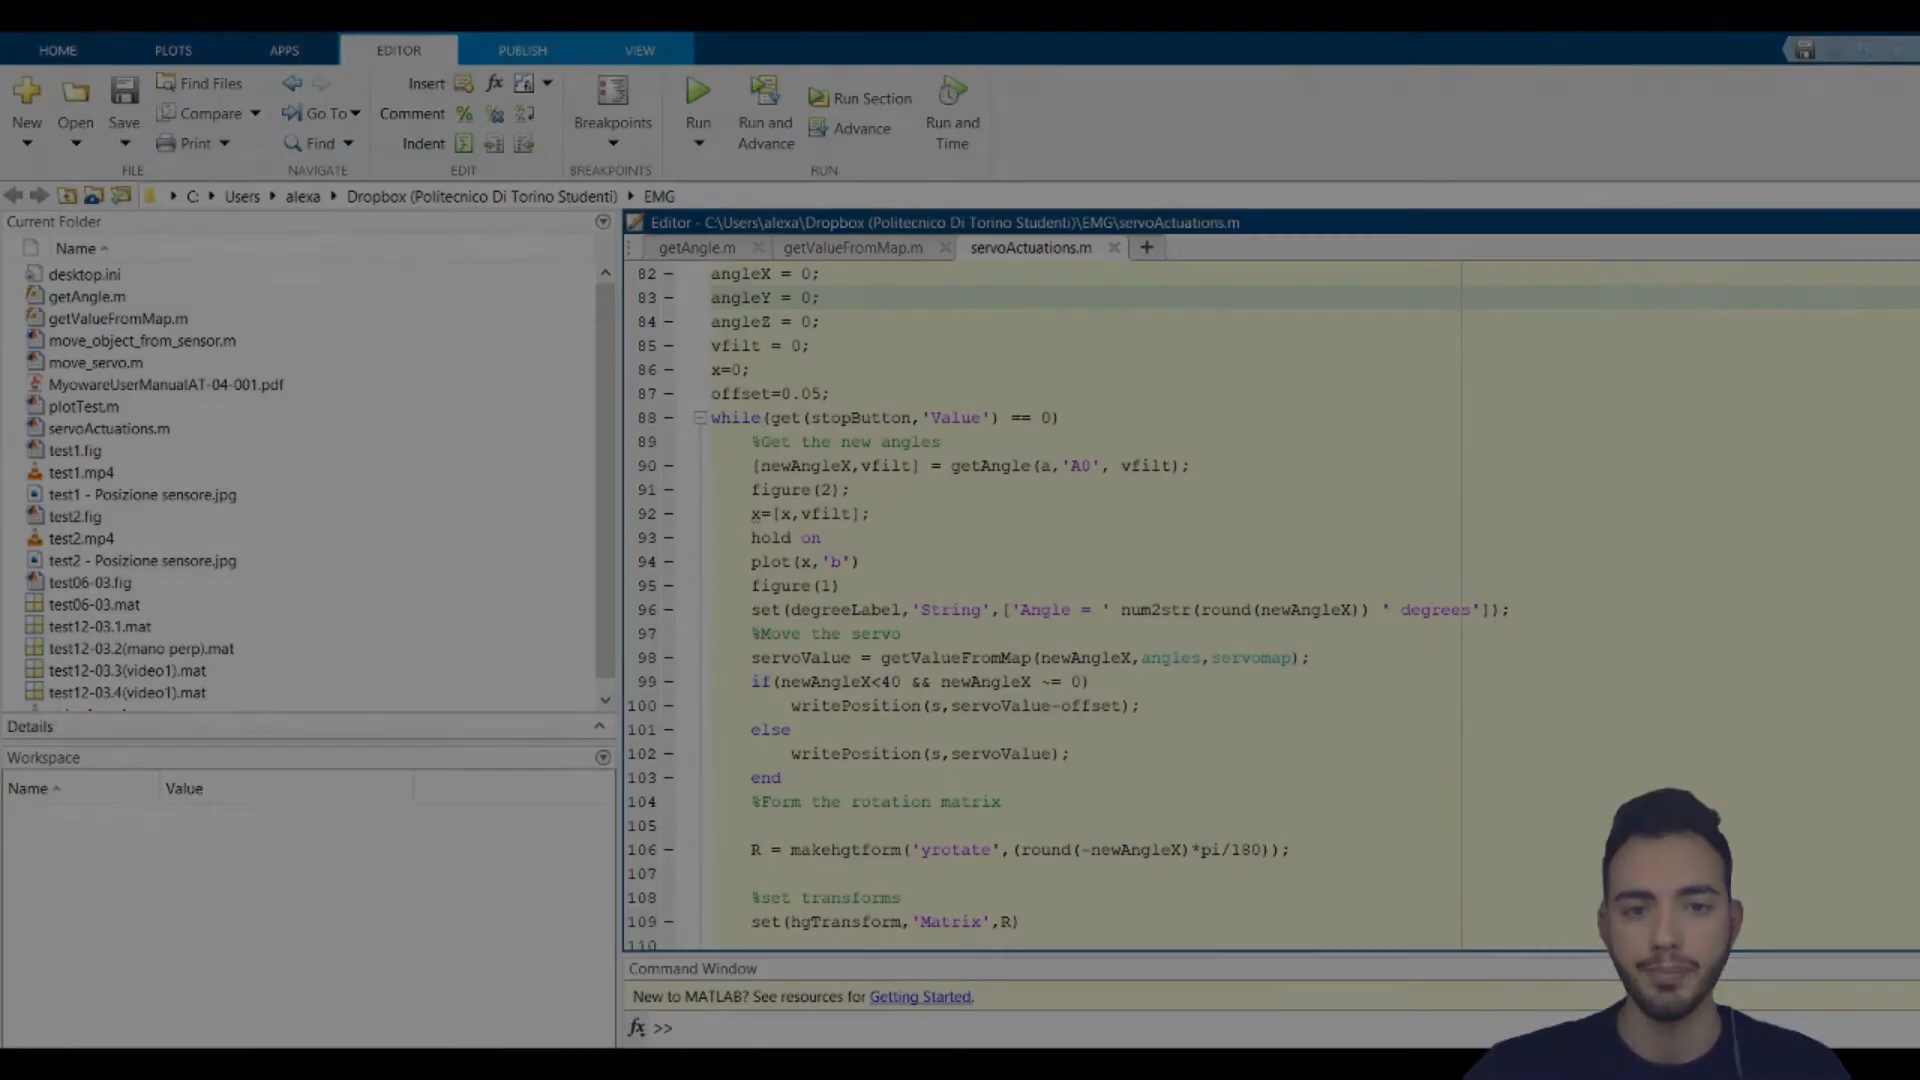 HOME PLOTS APPS EDITOR PUBLISH VIEW
New Open Save Find Files Compare Print
FILE
Go To Find
NAVIGATE
Insert fx
Comment
Indent
EDIT
Breakpoints
BREAKPOINTS
Run Run and Advance Run Section Advance Run and Time
RUN
C: Users alexa Dropbox (Politecnico Di Torino Studenti) EMG
Current Folder
Name
desktop.ini
getAngle.m
getValueFromMap.m
move_object_from_sensor.m
move_servo.m
MyowareUserManualAT-04-001.pdf
plotTest.m
servoActuations.m
test1.fig
test1.mp4
test1 - Posizione sensore.jpg
test2.fig
test2.mp4
test2 - Posizione sensore.jpg
test06-03.fig
test06-03.mat
test12-03.1.mat
test12-03.2(mano perp).mat
test12-03.3(video1).mat
test12-03.4(video1).mat
Details
Workspace
Name Value
Editor - C:\Users\alexa\Dropbox (Politecnico Di Torino Studenti)\EMG\servoActuations.m
getAngle.m getValueFromMap.m servoActuations.m
82 - angleX = 0;
83 - angleY = 0;
84 - angleZ = 0;
85 - vfilt = 0;
86 - x=0;
87 - offset=0.05;
88 - while(get(stopButton,'Value') == 0)
89 %Get the new angles
90 - [newAngleX,vfilt] = getAngle(a,'A0', vfilt);
91 - figure(2);
92 - x=[x,vfilt];
93 - hold on
94 - plot(x,'b')
95 - figure(1)
96 - set(degreeLabel,'String',['Angle = ' num2str(round(newAngleX)) ' degrees']);
97 %Move the servo
98 - servoValue = getValueFromMap(newAngleX,angles,servomap);
99 - if(newAngleX<40 && newAngleX ~= 0)
100 - writePosition(s,servoValue-offset);
101 - else
102 - writePosition(s,servoValue);
103 - end
104 %Form the rotation matrix
105
106 - R = makehgtform('yrotate',(round(-newAngleX)*pi/180));
107
108 %set transforms
109 - set(hgTransform,'Matrix',R)
110
Command Window
New to MATLAB? See resources for Getting Started.
fx >>